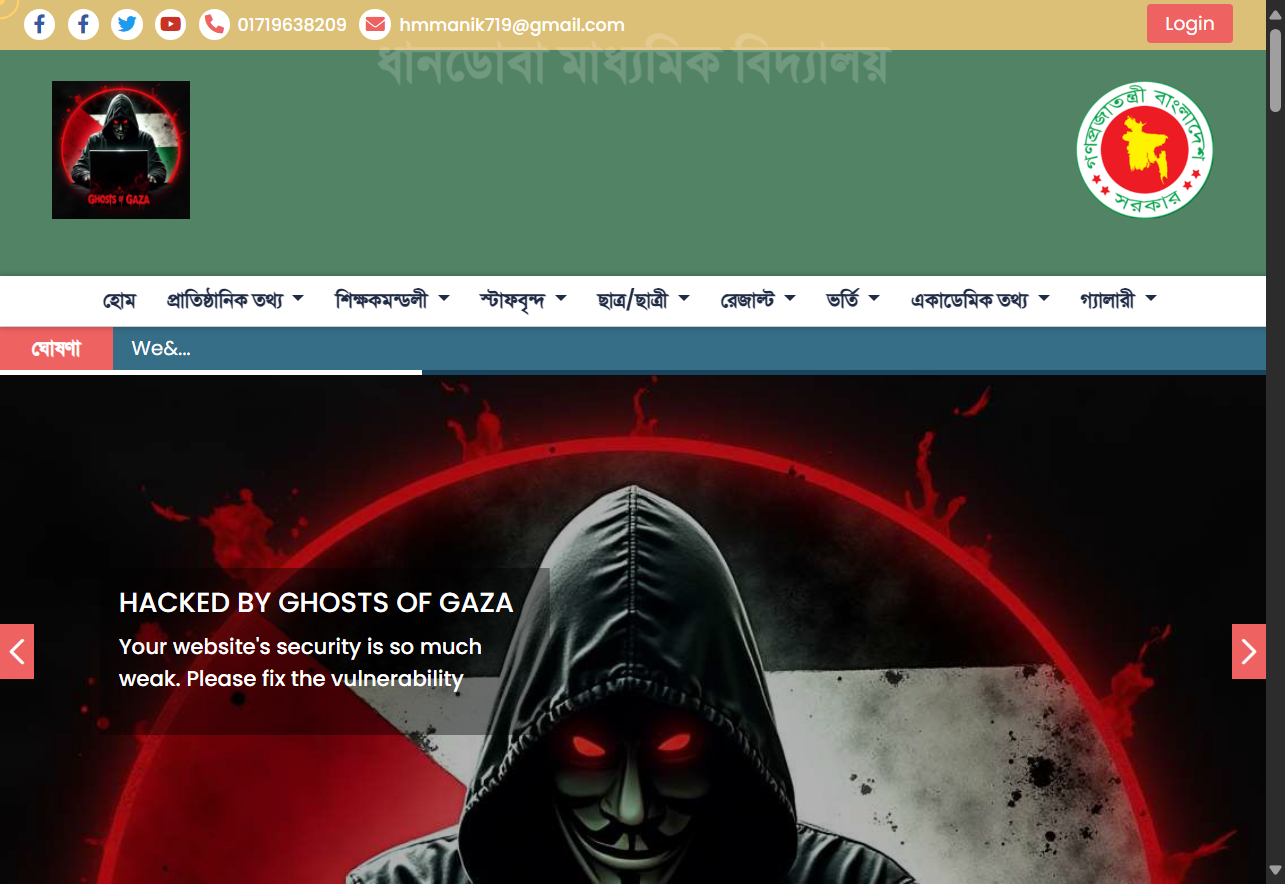 01719638209 hmmanik719@gmail.com Login
ধানডোবা মাধ্যমিক বিদ্যালয়
GHOSTS OF GAZA
গণপ্রজাতন্ত্রী বাংলাদেশ
সরকার
হোম প্রাতিষ্ঠানিক তথ্য শিক্ষকমন্ডলী স্টাফবৃন্দ ছাত্র/ছাত্রী রেজাল্ট ভর্তি একাডেমিক তথ্য গ্যালারী
ঘোষণা We&...
HACKED BY GHOSTS OF GAZA
Your website's security is so much
weak. Please fix the vulnerability